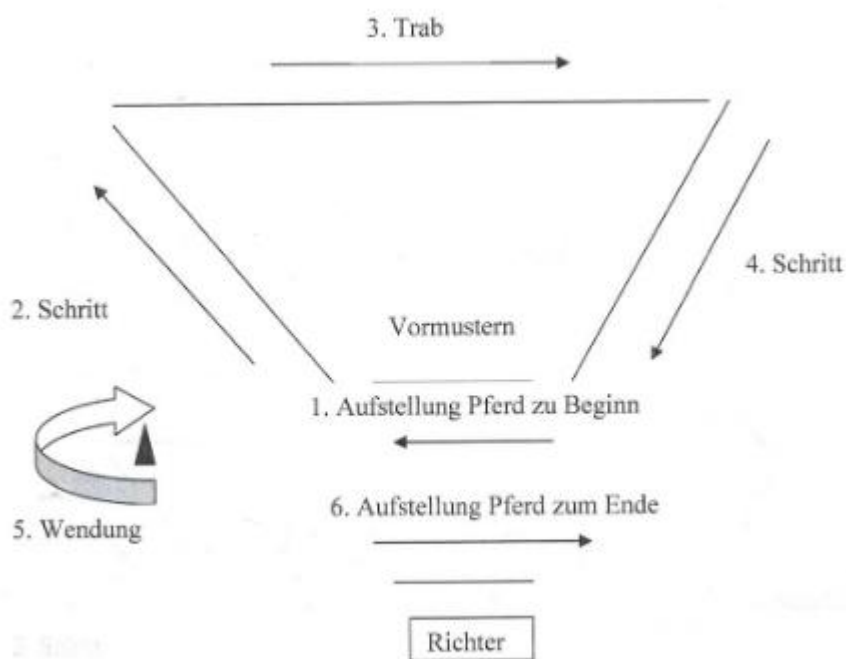 3. Trab
4. Schritt
2. Schritt
Vormustern
1. Aufstellung Pferd zu Beginn
6. Aufstellung Pferd zum Ende
5. Wendung
Richter